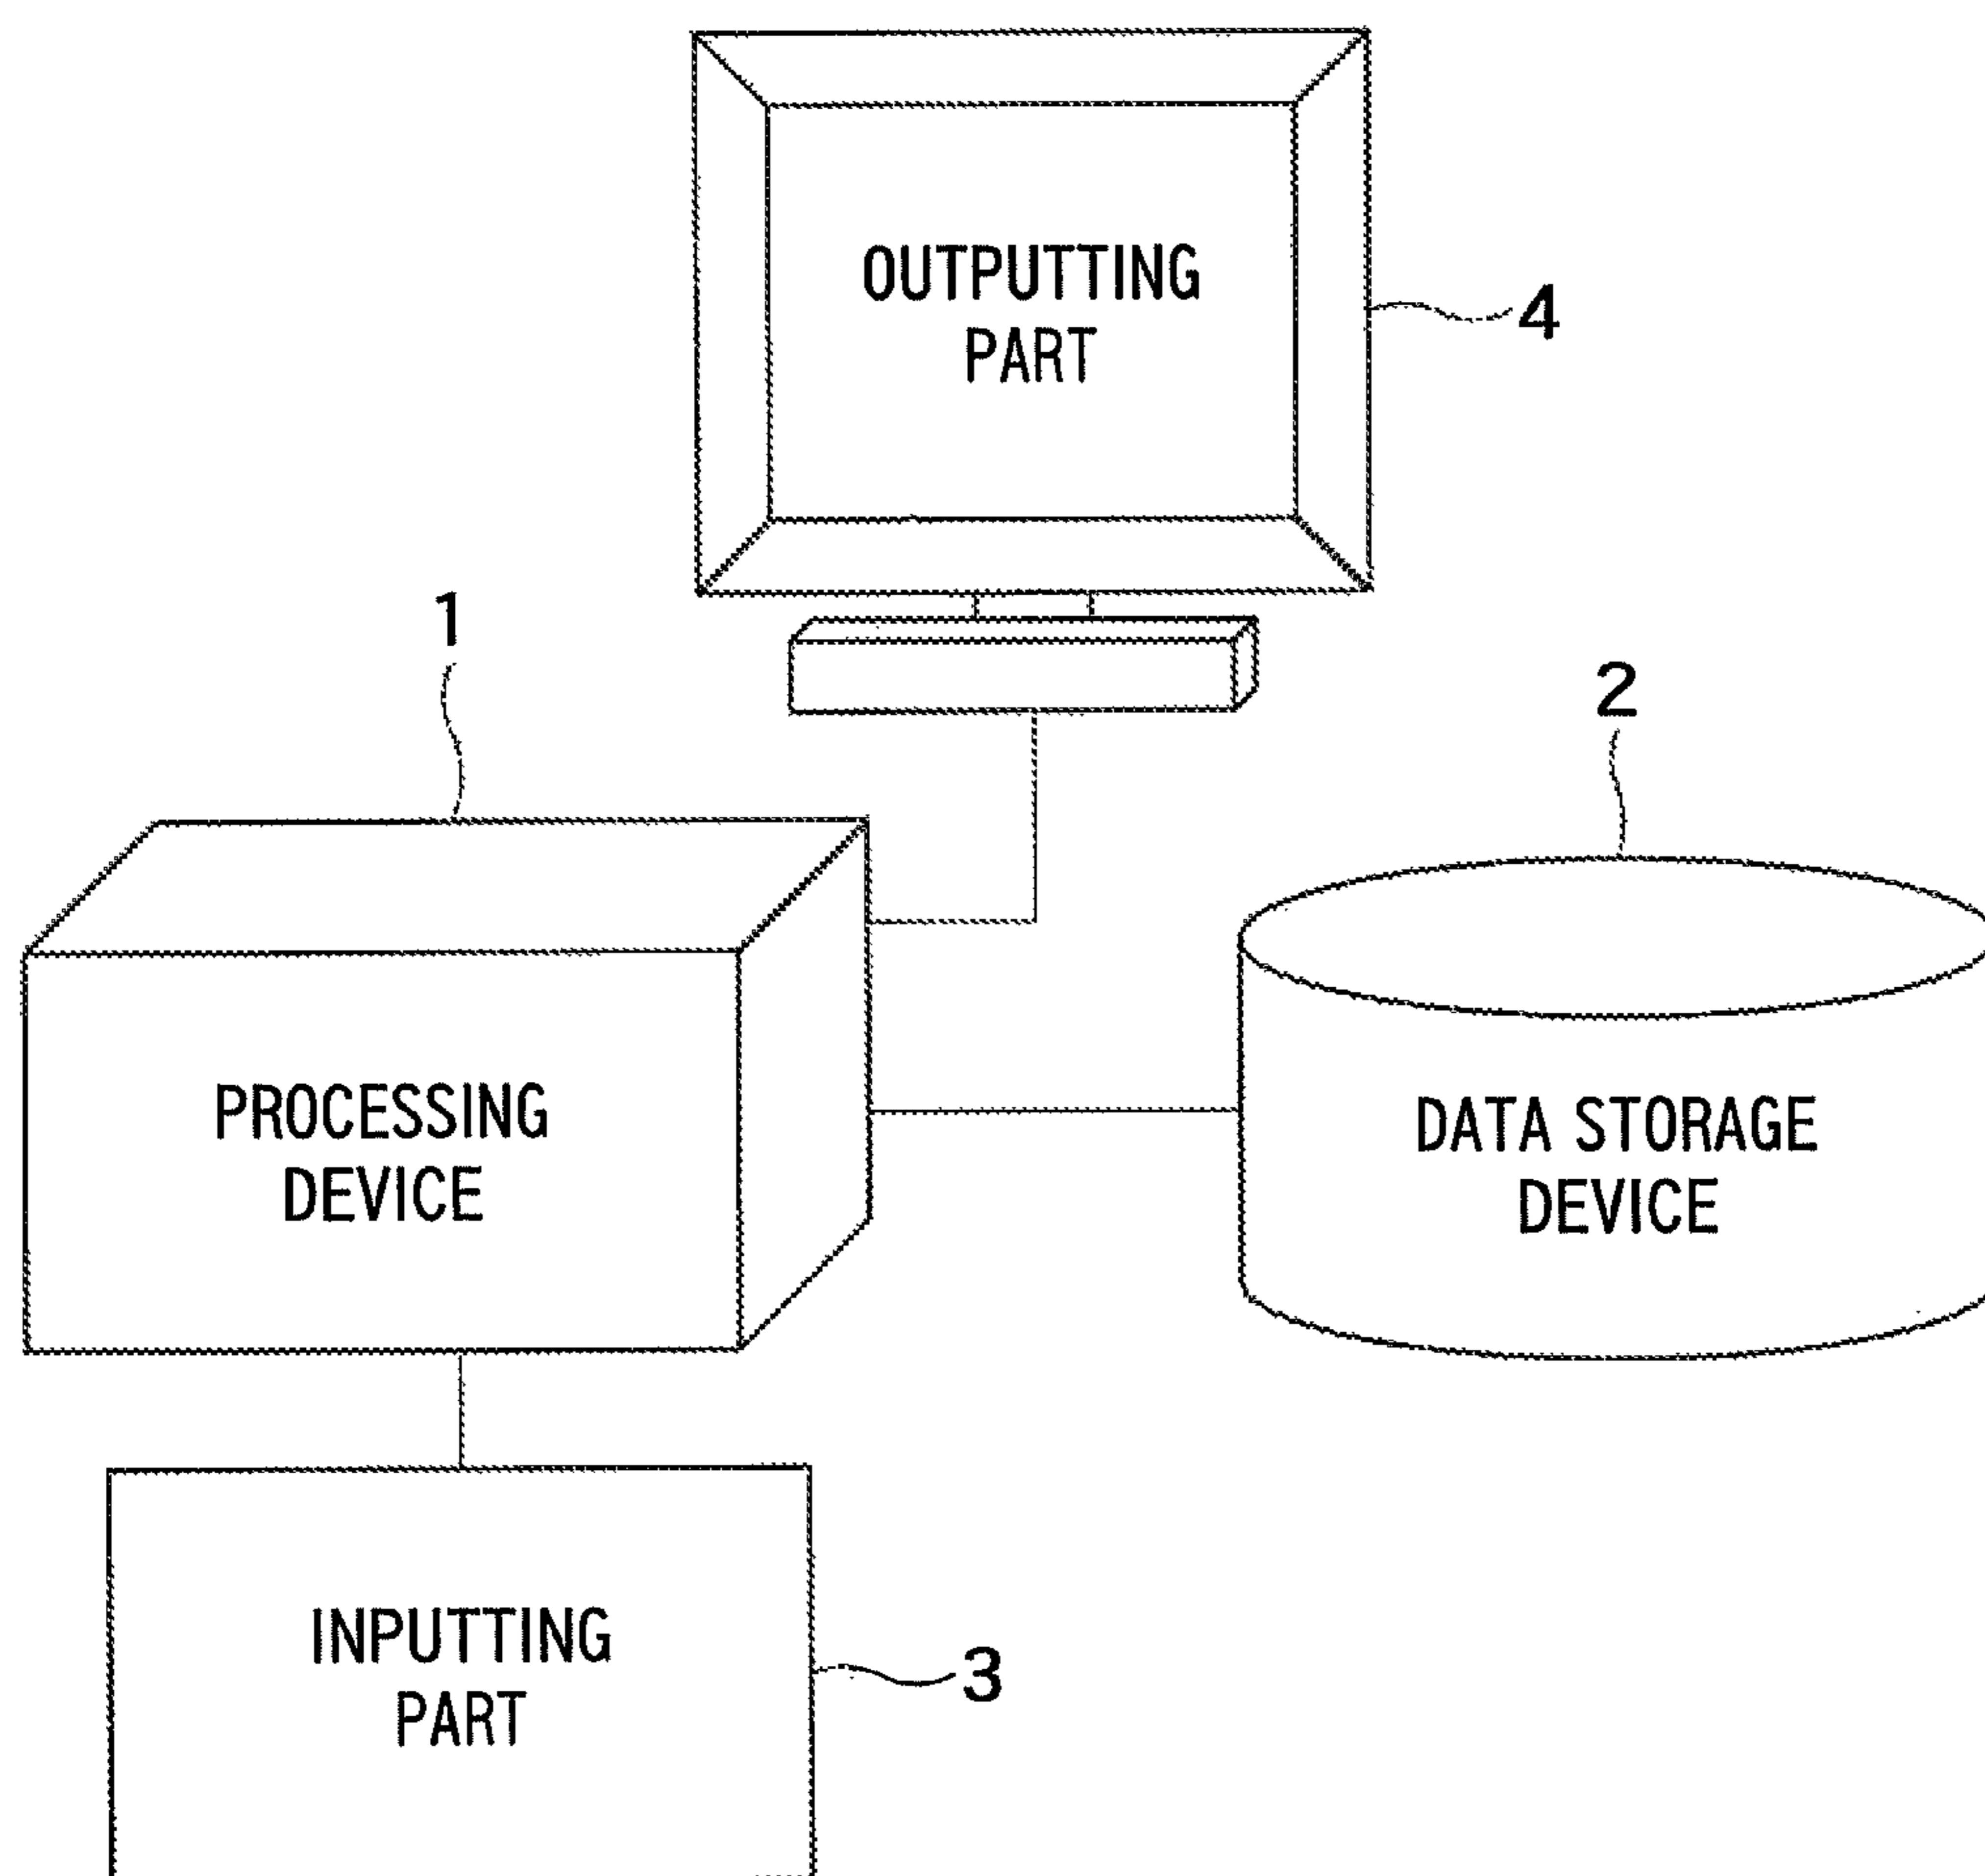 OUTPUTTING
PART
4
1
2
PROCESSING
DEVICE
DATA STORAGE
DEVICE
INPUTTING
PART
3